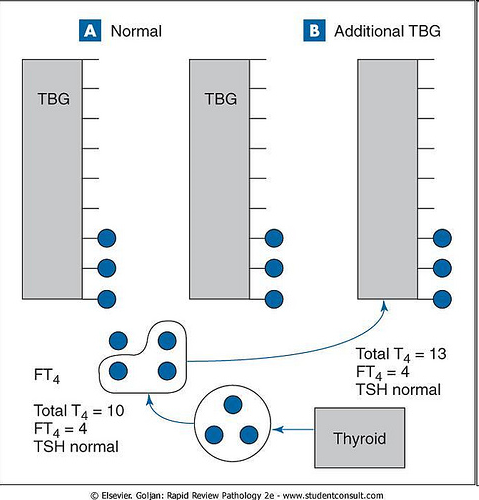 A Normal
B Additional TBG
TBG
TBG
FT4
Total T4 = 10
FT4 = 4
TSH normal
Total T4 = 13
FT4 = 4
TSH normal
Thyroid
© Elsevier. Goljan: Rapid Review Pathology 2e - www.studentconsult.com